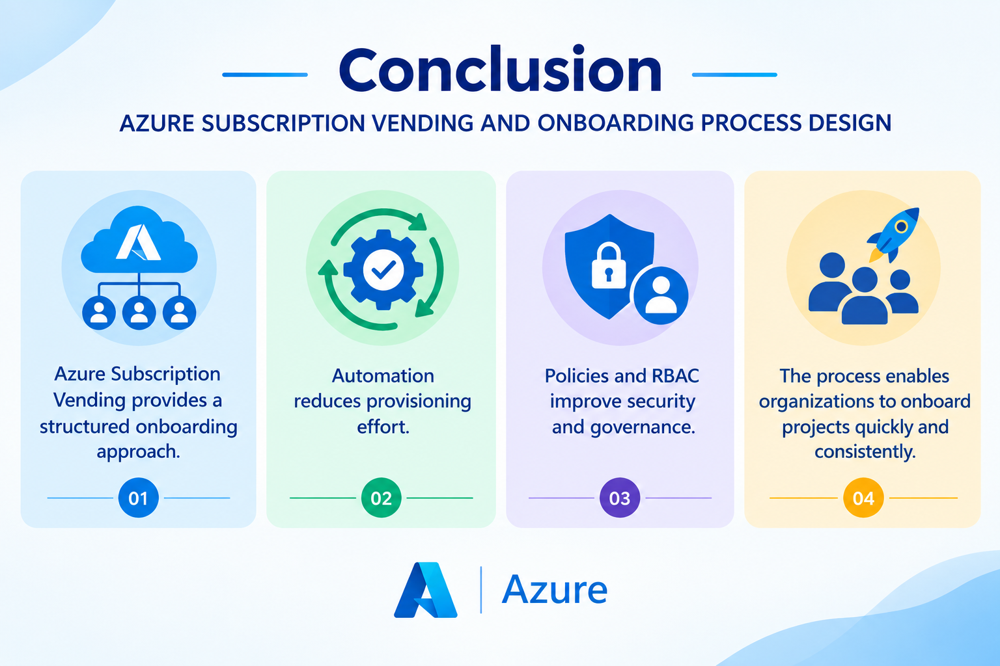 Conclusion
AZURE SUBSCRIPTION VENDING AND ONBOARDING PROCESS DESIGN
Azure Subscription
Vending provides a
structured onboarding
approach.
01
Automation
reduces provisioning
effort.
02
Policies and RBAC
improve security
and governance.
03
The process enables
organizations to onboard
projects quickly and
consistently.
04
Azure